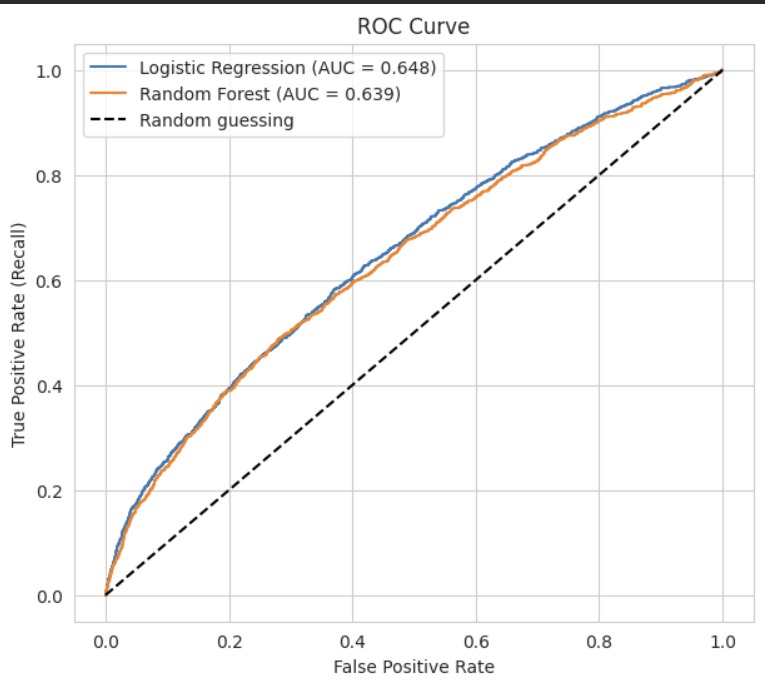 ROC Curve
Logistic Regression (AUC = 0.648)
Random Forest (AUC = 0.639)
Random guessing
True Positive Rate (Recall)
1.0
0.8
0.6
0.4
0.2
0.0
0.0 0.2 0.4 0.6 0.8 1.0
False Positive Rate